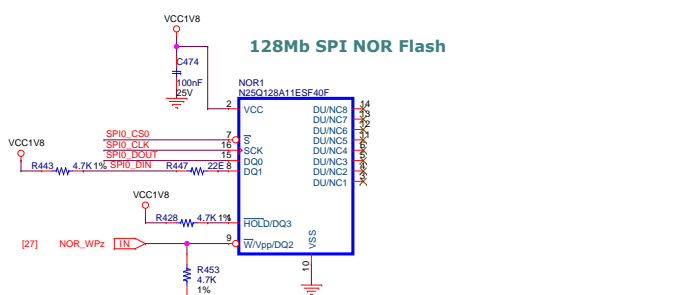 VCC1V8
128Mb SPI NOR Flash
C474
100nF
25V
NOR1
N25Q128A11ESF40F
2 VCC DU/NC8 14
DU/NC7 13
DU/NC6 12
SPI0_CS0 7 S DU/NC5 11
SPI0_CLK 16 SCK DU/NC4
VCC1V8 SPI0_DOUT 15 DQ0 DU/NC3
R443 4.7K 1% SPI0_DIN R447 22E 8 DQ1 DU/NC2
DU/NC1
VCC1V8
R428 4.7K 1% HOLD/DQ3
[27] NOR_WPz IN 9 W/Vpp/DQ2
VSS
10
R453
4.7K
1%